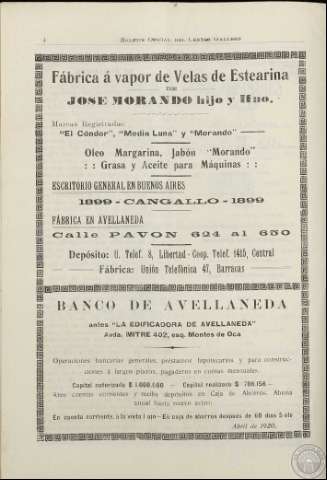 4 BOLETIN OFICIAL DEL CENTRO GALLEGO
Fábrica á vapor de Velas de Estearina
DE
JOSE MORANDO hijo y Hno.
Marcas Registradas:
"El Cóndor", "Media Luna" y "Morando"
Oleo Margarina, Jabón "Morando"
: : Grasa y Aceite para Máquinas : :
ESCRITORIO GENERAL EN BUENOS AIRES
1899 - CANGALLO - 1899
FÁBRICA EN AVELLANEDA
Calle PAVON 624 al 650
Depósito: U. Telef. 8, Libertad - Coop. Telef. 1415, Central
Fábrica: Unión Telefónica 47, Barracas
BANCO DE AVELLANEDA
antes "LA EDIFICADORA DE AVELLANEDA"
Avda. MITRE 402, esq. Montes de Oca
Operaciones bancarias generales, préstamos hipotecarios y para construcciones
á largos plazos, pagaderos en cuotas mensuales.
Capital autorizado $ 1.000.000 - Capital realizado $ 786.156.—
Abre cuentas corrientes y recibe depósitos en Caja de Ahorros. Abona
hasta nuevo aviso:
En cuenta corriente, á la vista 1 o|o - En caja de ahorros después de 60 días 5 o|o
Abril de 1920.